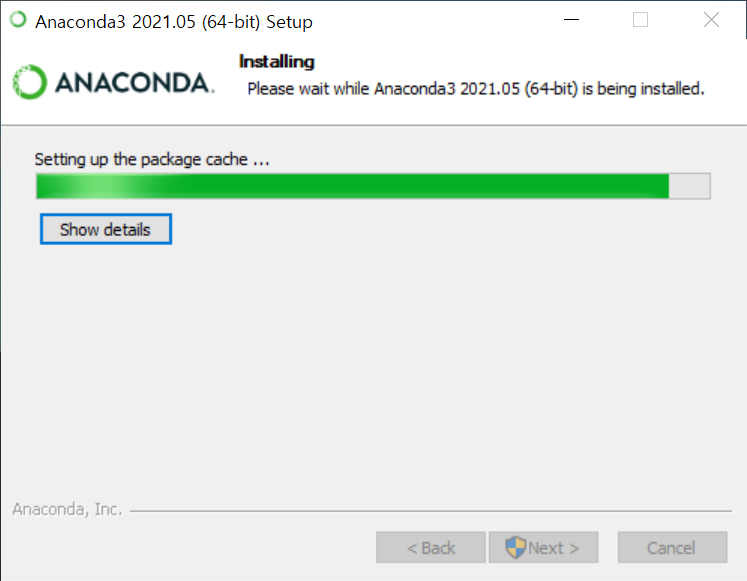 Anaconda3 2021.05 (64-bit) Setup
ANACONDA.
Installing
Please wait while Anaconda3 2021.05 (64-bit) is being installed.
Setting up the package cache ...
Show details
Anaconda, Inc.
< Back
Next >
Cancel